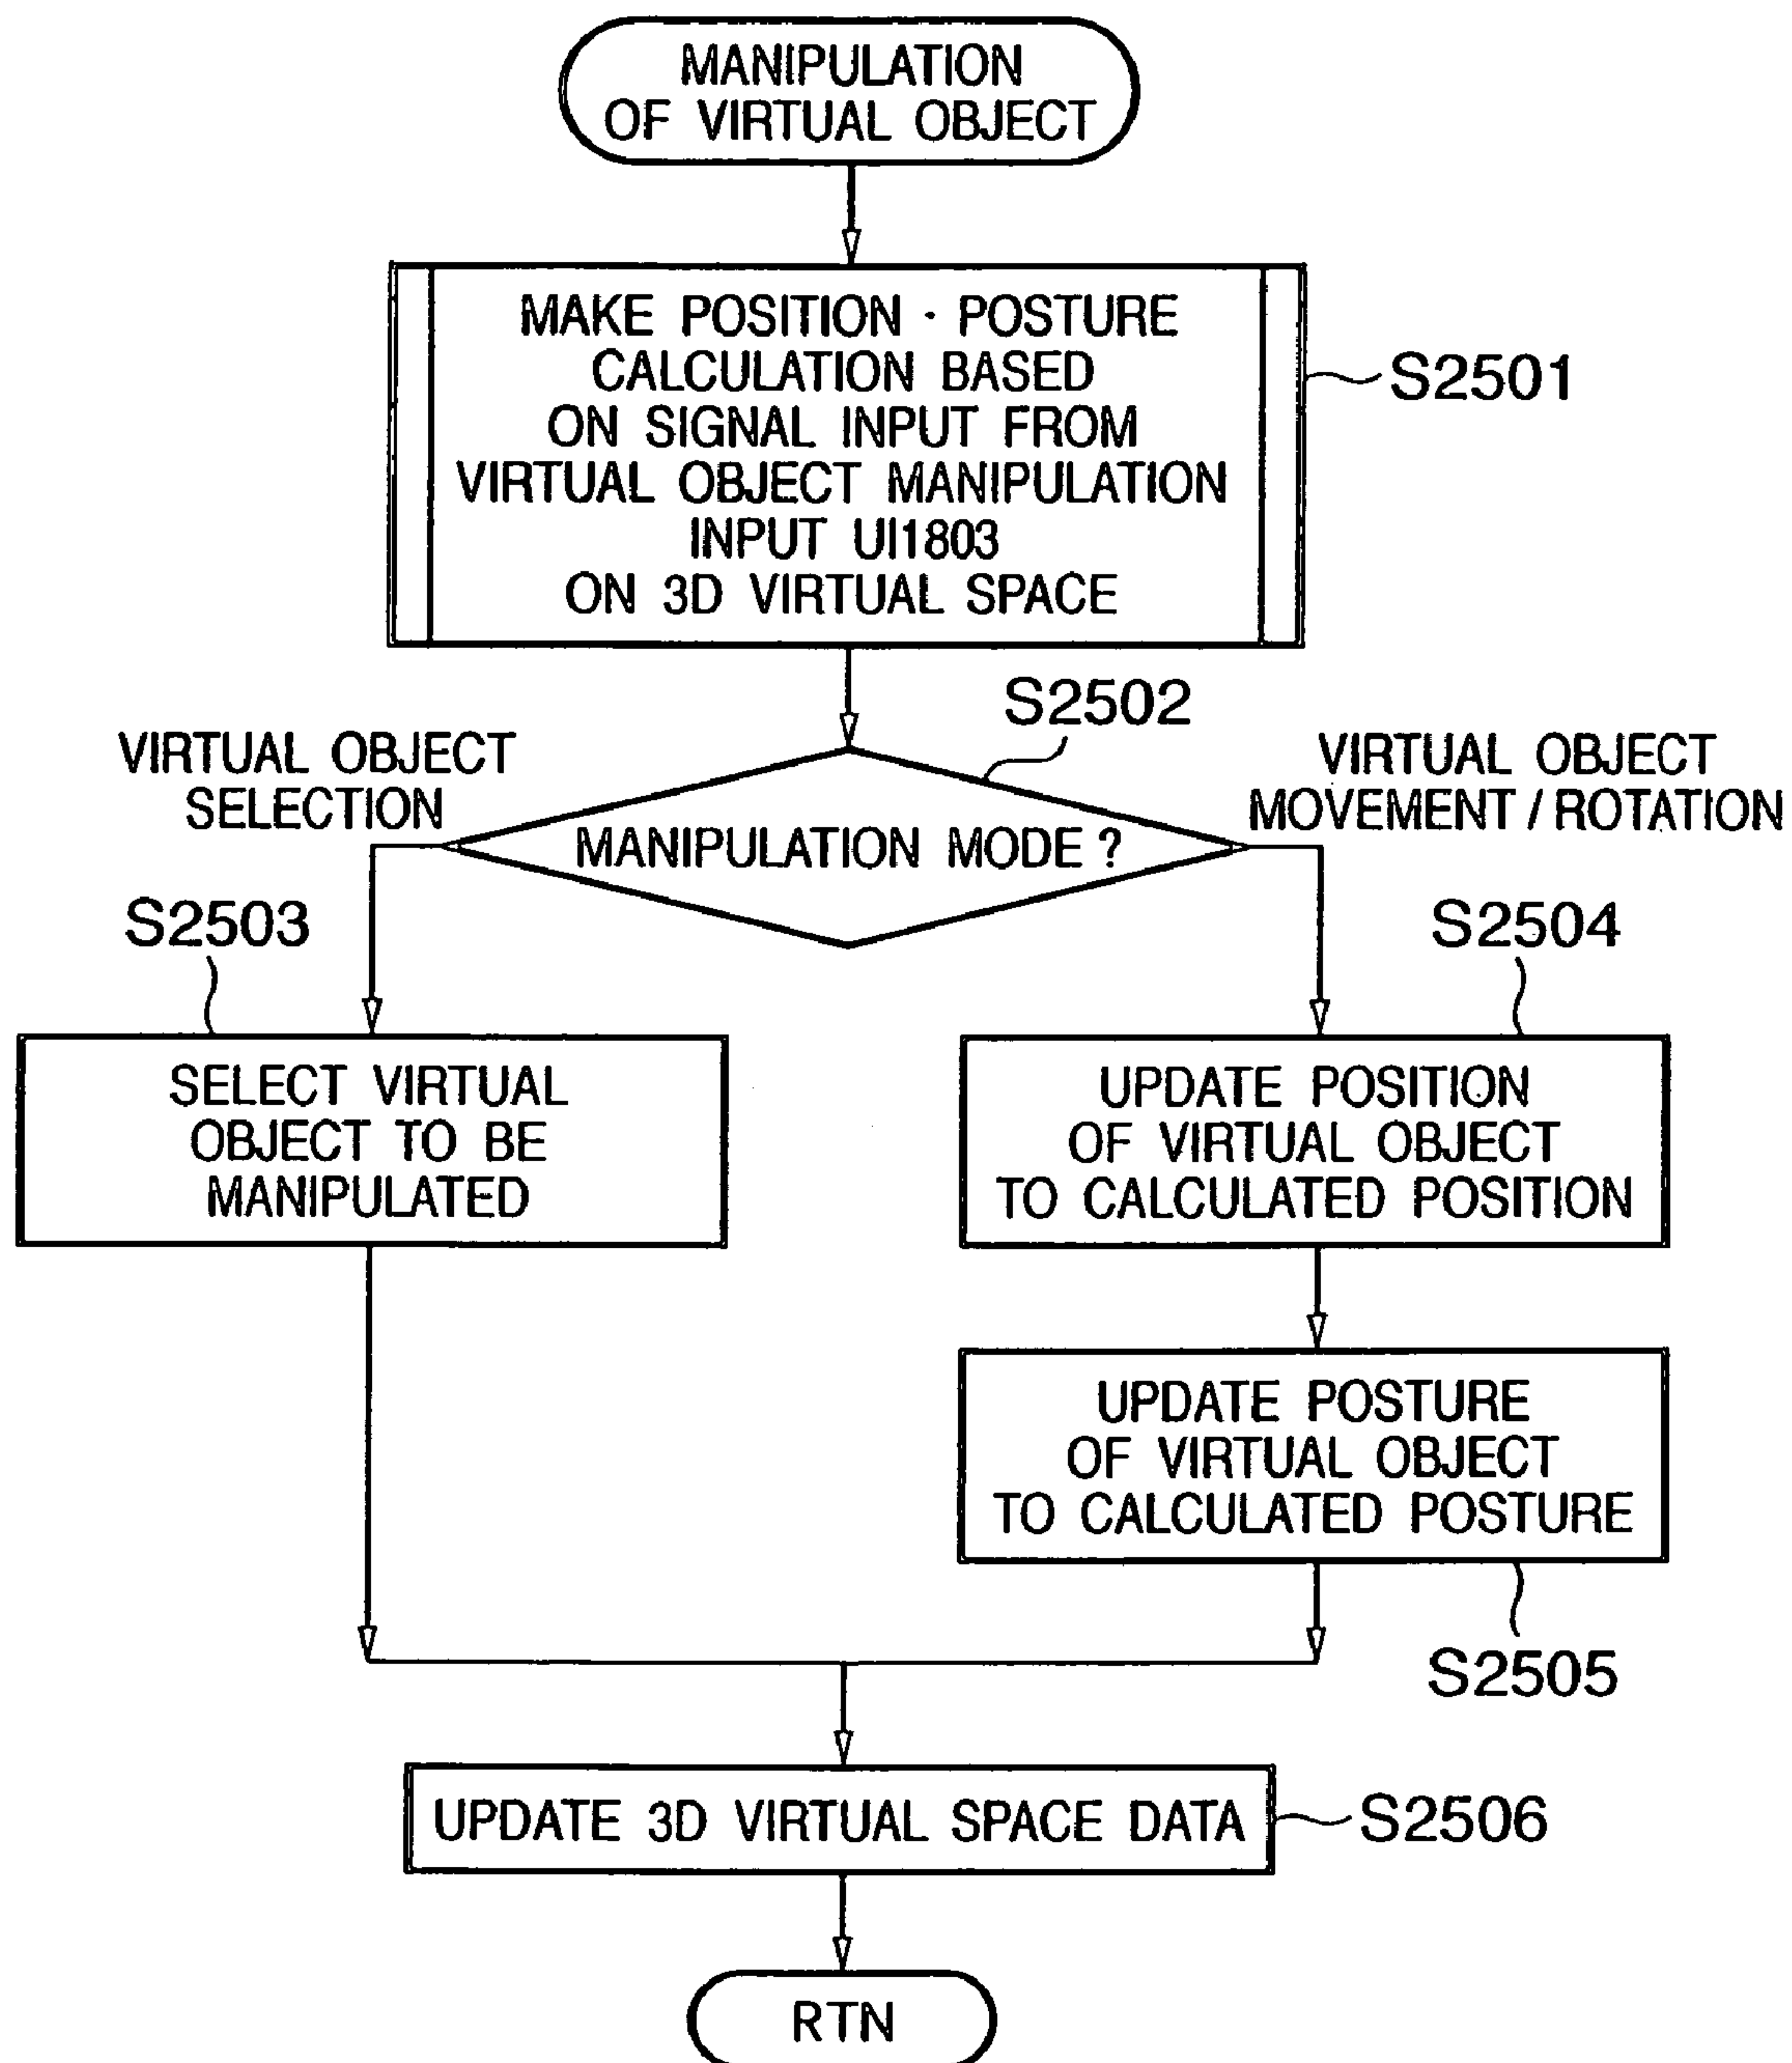 MANIPULATION
OF VIRTUAL OBJECT
MAKE POSITION · POSTURE
CALCULATION BASED
ON SIGNAL INPUT FROM
VIRTUAL OBJECT MANIPULATION
INPUT UI1803
ON 3D VIRTUAL SPACE
S2501
S2502
VIRTUAL OBJECT
SELECTION
MANIPULATION MODE ?
VIRTUAL OBJECT
MOVEMENT / ROTATION
S2503
SELECT VIRTUAL
OBJECT TO BE
MANIPULATED
S2504
UPDATE POSITION
OF VIRTUAL OBJECT
TO CALCULATED POSITION
UPDATE POSTURE
OF VIRTUAL OBJECT
TO CALCULATED POSTURE
S2505
UPDATE 3D VIRTUAL SPACE DATA
S2506
RTN